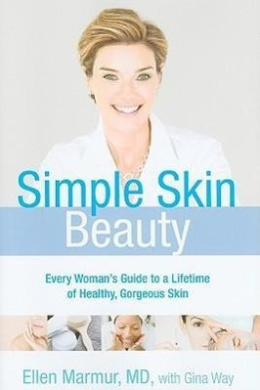 Simple Skin
Beauty
Every Woman's Guide to a Lifetime
of Healthy, Gorgeous Skin
Ellen Marmur, MD, with Gina Way